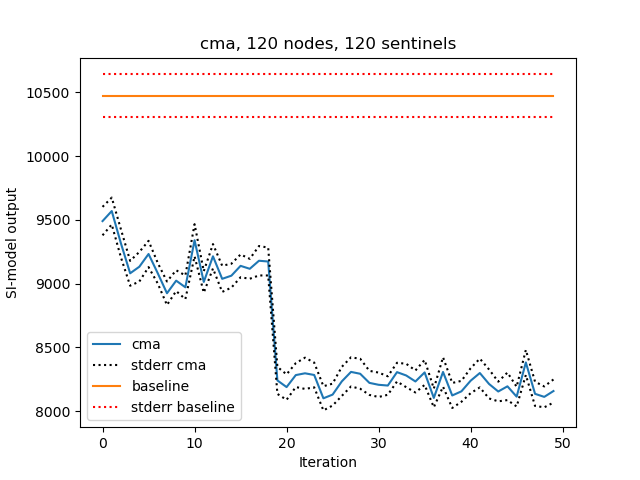 cma, 120 nodes, 120 sentinels
SI-model output
10500
10000
9500
9000
8500
8000
cma
stderr cma
baseline
stderr baseline
0
10
20
30
40
50
Iteration